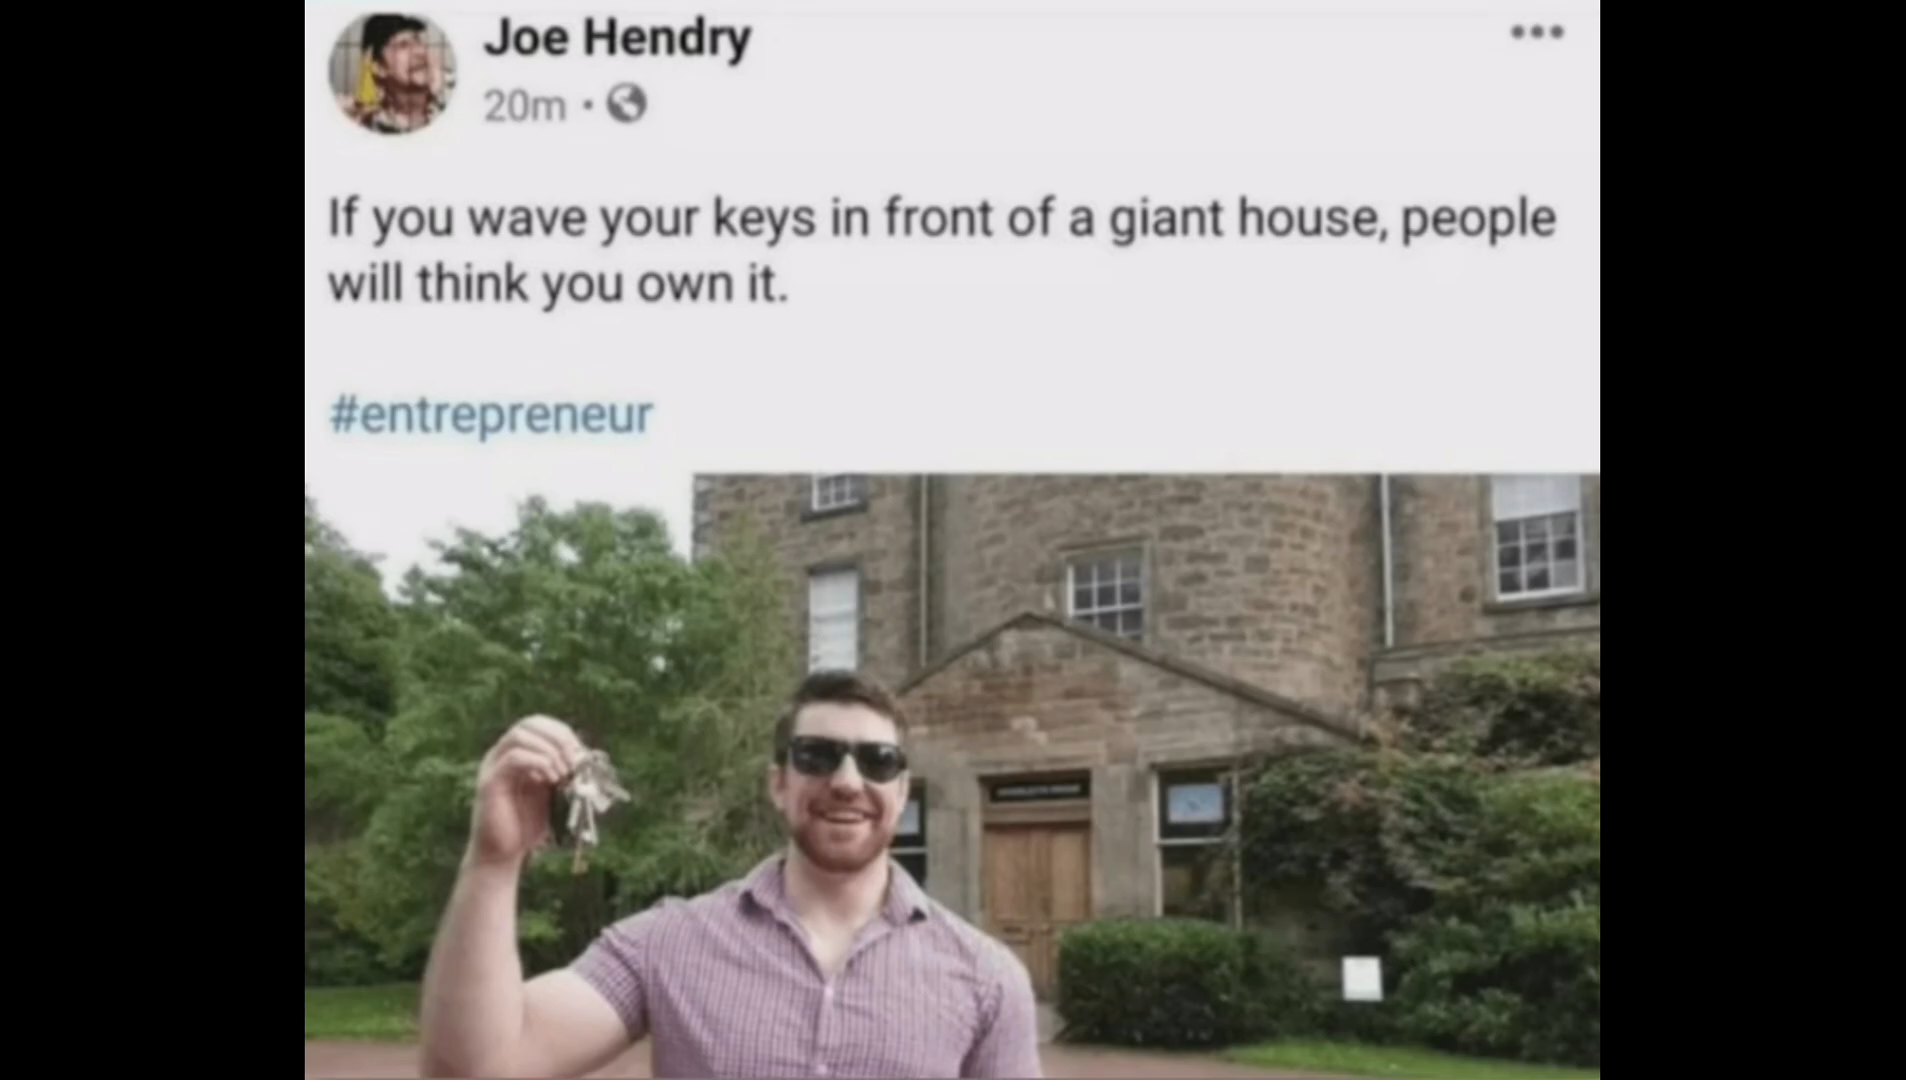 Joe Hendry
20m
If you wave your keys in front of a giant house, people
will think you own it.
#entrepreneur